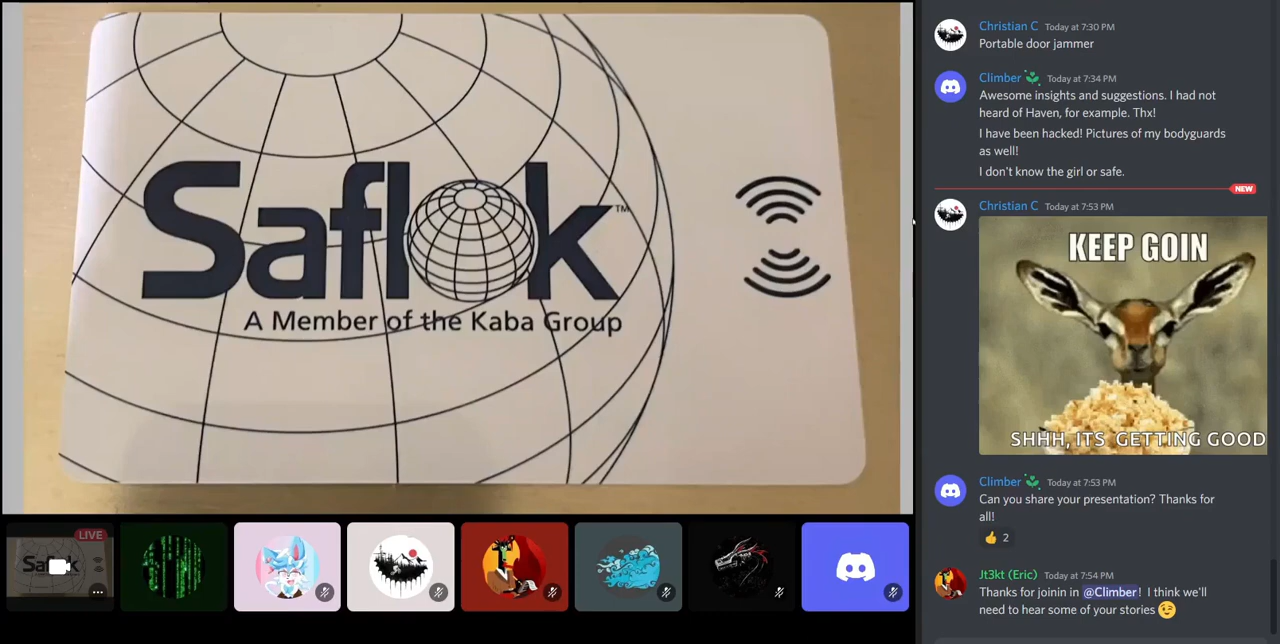 Saflok™
A Member of the Kaba Group
LIVE
Saflok
Christian C Today at 7:30 PM
Portable door jammer
Climber Today at 7:34 PM
Awesome insights and suggestions. I had not
heard of Haven, for example. Thx!
I have been hacked! Pictures of my bodyguards
as well!
I don't know the girl or safe.
NEW
Christian C Today at 7:53 PM
KEEP GOIN
SHHH, ITS GETTING GOOD
Climber Today at 7:53 PM
Can you share your presentation? Thanks for
all!
👍 2
Jt3kt (Eric) Today at 7:54 PM
Thanks for joinin in @Climber! I think we'll
need to hear some of your stories 😉